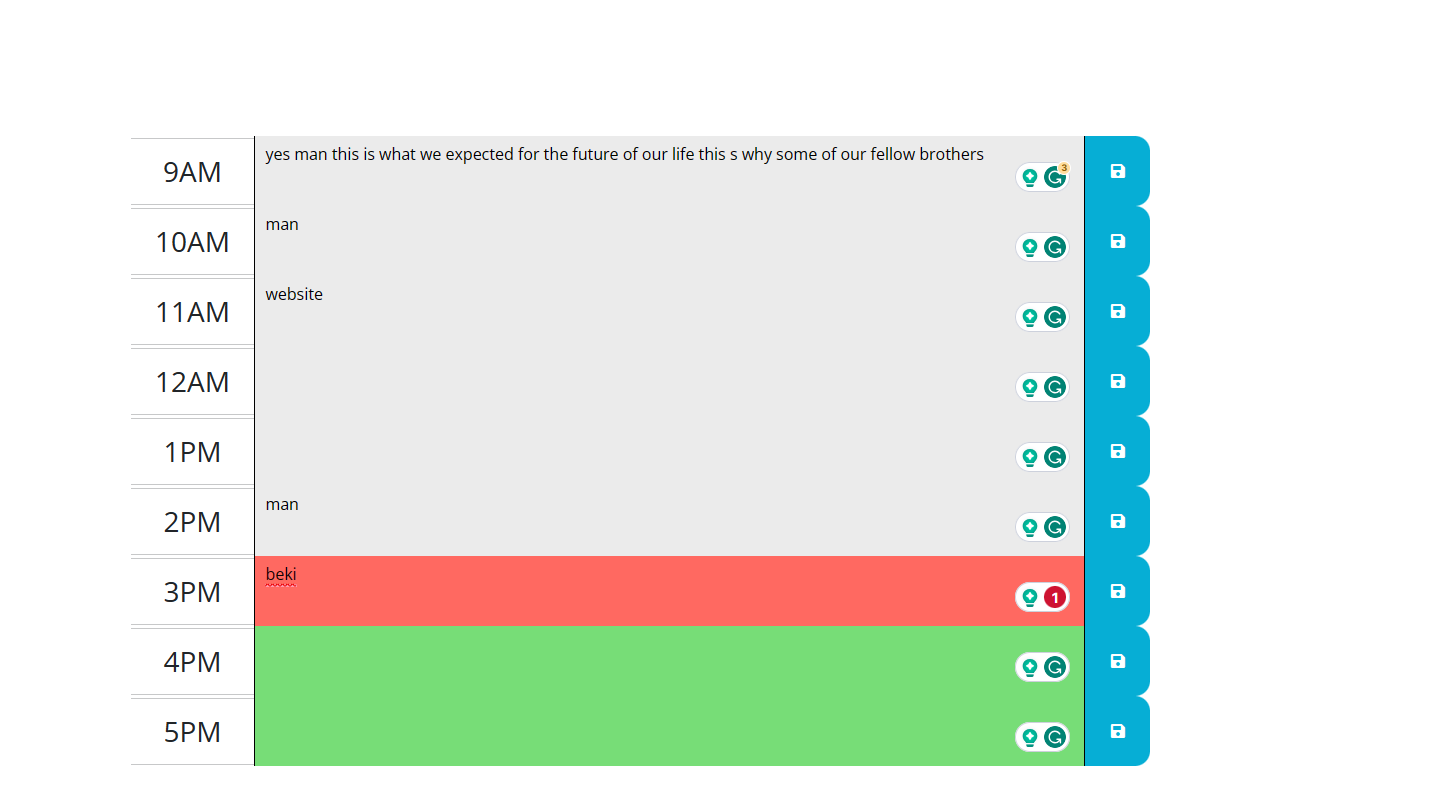 9AM
yes man this is what we expected for the future of our life this s why some of our fellow brothers
3
10AM
man
11AM
website
12AM
1PM
2PM
man
3PM
beki
1
4PM
5PM